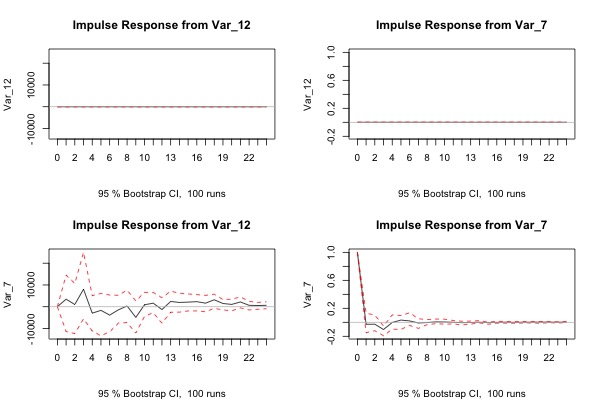 Impulse Response from Var_12
Var_12
10000
-10000
0 2 4 6 8 10 13 16 19 22
95 % Bootstrap CI, 100 runs
Impulse Response from Var_7
Var_12
1.0
0.6
0.2
-0.2
0 2 4 6 8 10 13 16 19 22
95 % Bootstrap CI, 100 runs
Impulse Response from Var_12
Var_7
10000
-10000
0 2 4 6 8 10 13 16 19 22
95 % Bootstrap CI, 100 runs
Impulse Response from Var_7
Var_7
1.0
0.6
0.2
-0.2
0 2 4 6 8 10 13 16 19 22
95 % Bootstrap CI, 100 runs